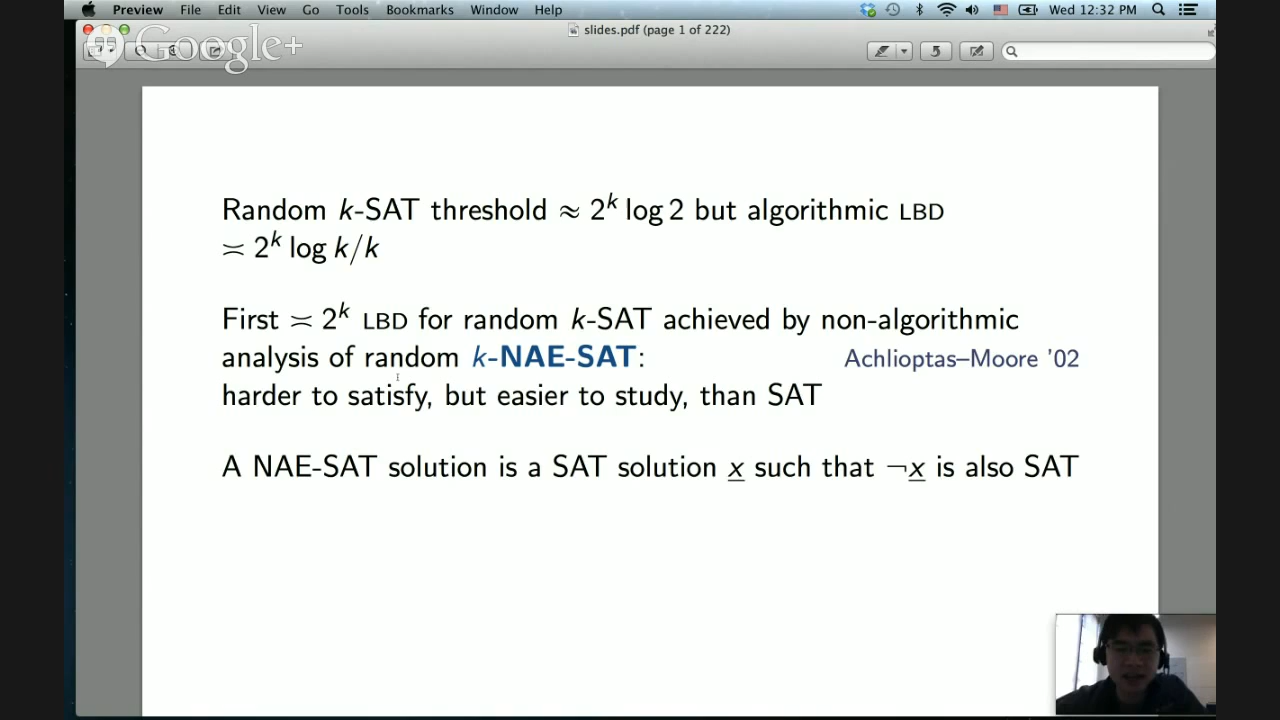 Preview File Edit View Go Tools Bookmarks Window Help Wed 12:32 PM
Google+
slides.pdf (page 1 of 222)
Random k-SAT threshold ≈ 2^k log 2 but algorithmic LBD
≍ 2^k log k/k
First ≍ 2^k LBD for random k-SAT achieved by non-algorithmic
analysis of random k-NAE-SAT: Achlioptas–Moore '02
harder to satisfy, but easier to study, than SAT
A NAE-SAT solution is a SAT solution x such that ¬x is also SAT